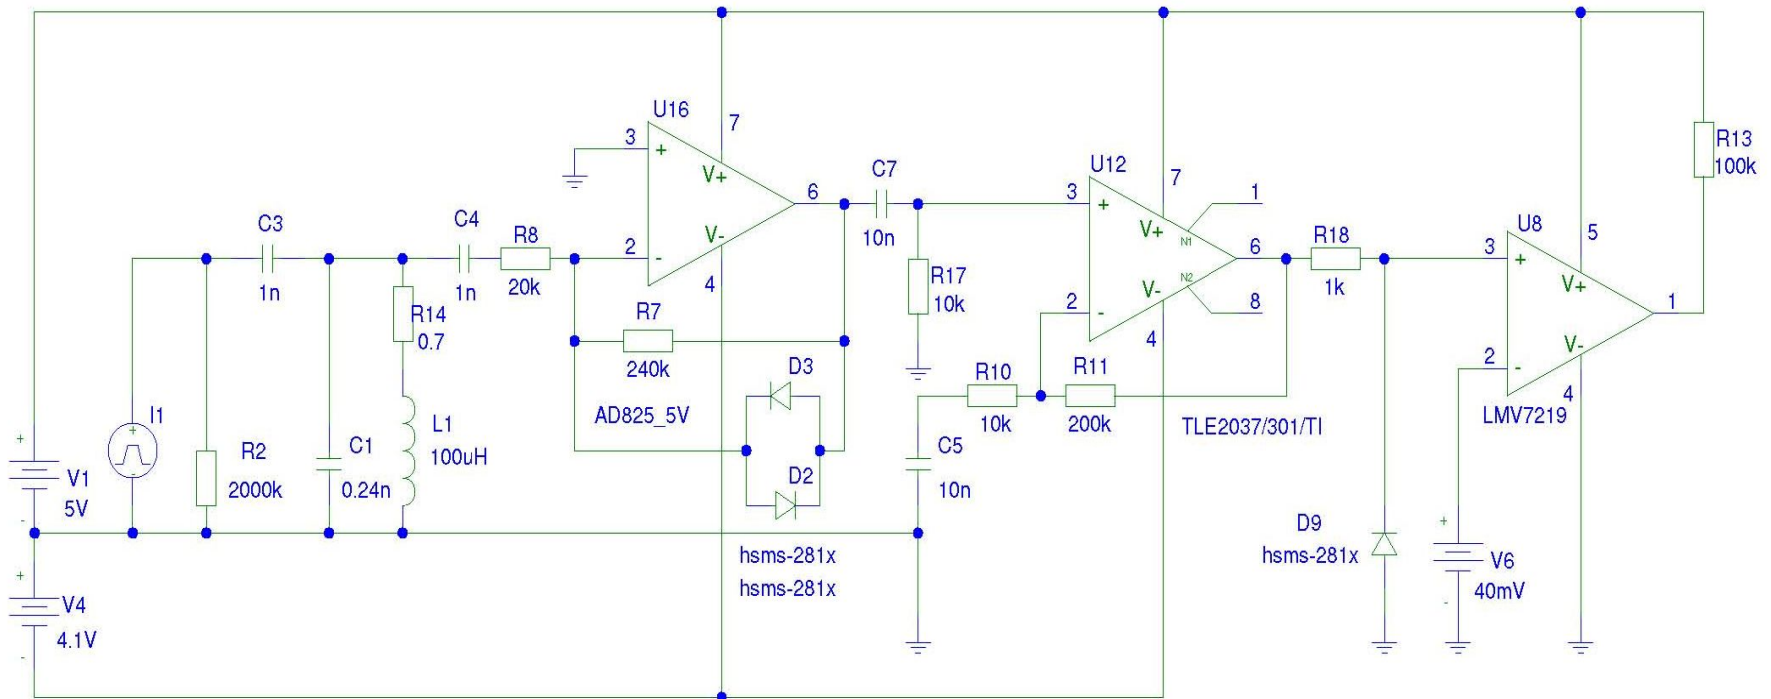 U16
3
7
+
V+
6
2
-
V-
4
C7
10n
U12
3
7
1
+
V+
N1
6
N2
2
-
V-
4
8
R18
1k
U8
3
5
+
V+
1
2
-
V-
4
LMV7219
R13
100k
C3
1n
C4
1n
R8
20k
R14
0.7
R7
240k
R17
10k
D3
AD825_5V
R10
10k
R11
200k
TLE2037/301/TI
I1
+
-
R2
2000k
C1
0.24n
L1
100uH
D2
C5
10n
+
V1
5V
-
hsms-281x
hsms-281x
D9
hsms-281x
+
V6
40mV
-
+
V4
4.1V
-